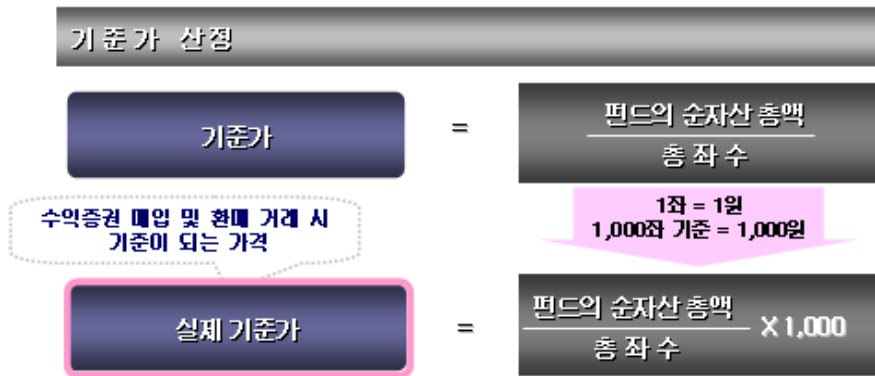 기준가 산정
기준가
=
펀드의 순자산 총액
총 좌 수
수익증권 매입 및 환매 거래 시
기준이 되는 가격
1좌 = 1원
1,000좌 기준 = 1,000원
실제 기준가
=
펀드의 순자산 총액
총 좌 수
X 1,000